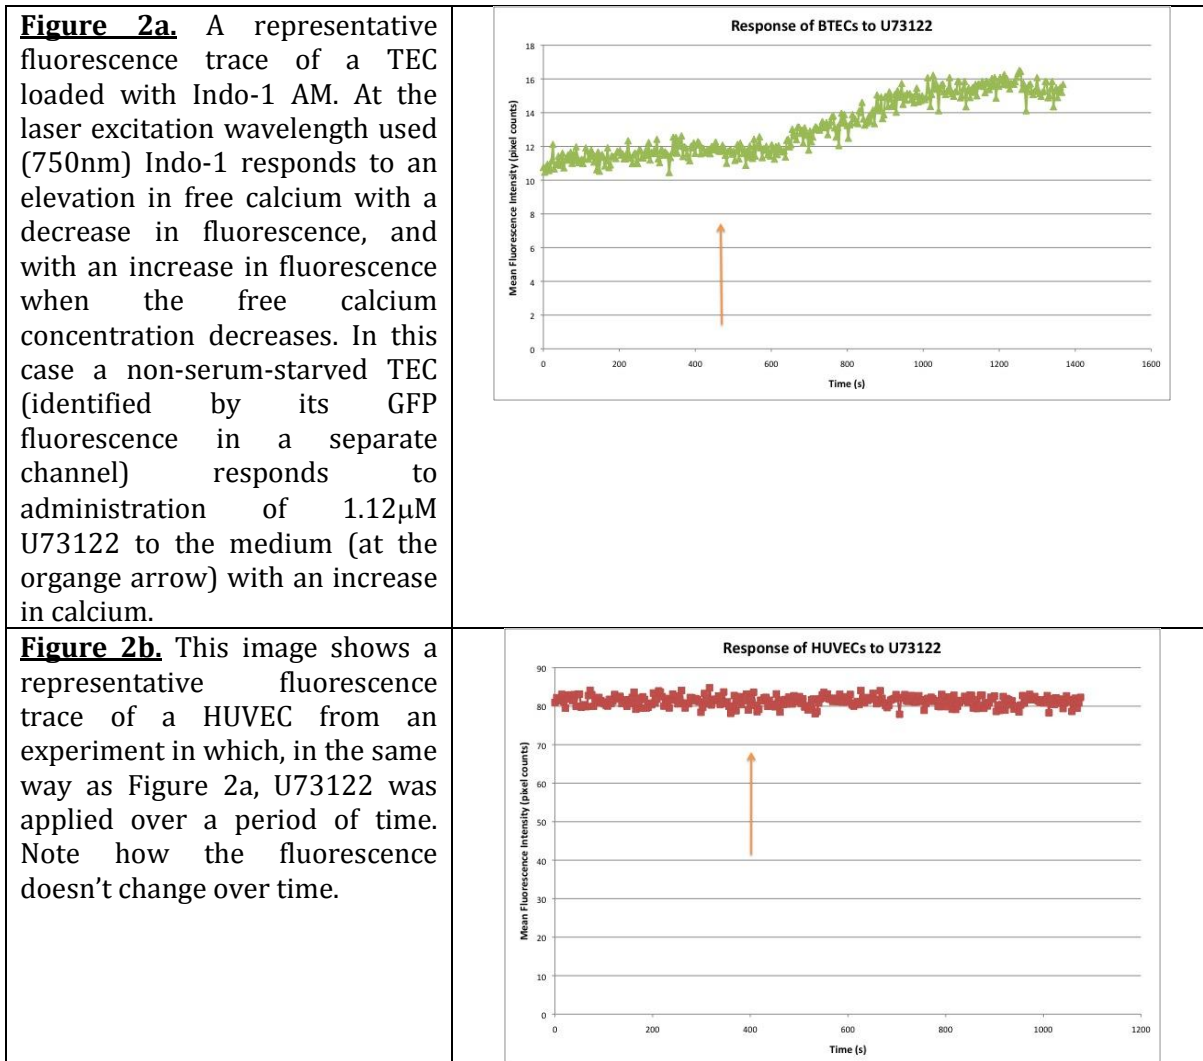 Figure 2a. A representative
fluorescence trace of a TEC
loaded with Indo-1 AM. At the
laser excitation wavelength used
(750nm) Indo-1 responds to an
elevation in free calcium with a
decrease in fluorescence, and
with an increase in fluorescence
when the free calcium
concentration decreases. In this
case a non-serum-starved TEC
(identified by its GFP
fluorescence in a separate
channel) responds to
administration of 1.12μM
U73122 to the medium (at the
organge arrow) with an increase
in calcium.
Response of BTECs to U73122
Mean Fluorescence Intensity (pixel counts)
18
16
14
12
10
8
6
4
2
0
0 200 400 600 800 1000 1200 1400 1600
Time (s)
Figure 2b. This image shows a
representative fluorescence
trace of a HUVEC from an
experiment in which, in the same
way as Figure 2a, U73122 was
applied over a period of time.
Note how the fluorescence
doesn't change over time.
Response of HUVECs to U73122
Mean Fluorescence Intensity (pixel counts)
90
80
70
60
50
40
30
20
10
0
0 200 400 600 800 1000 1200
Time (s)